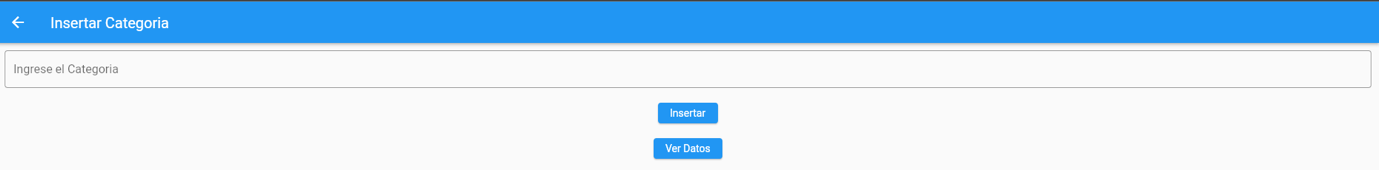 Insertar Categoria
Ingrese el Categoria
Insertar
Ver Datos